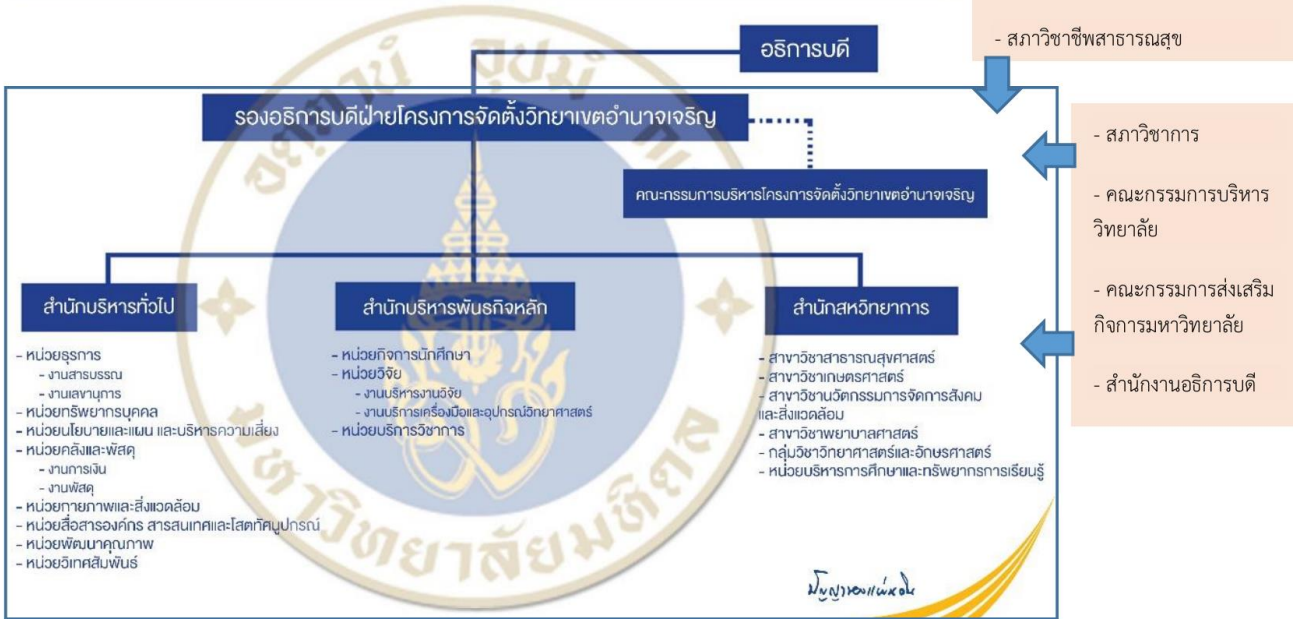 อธิการบดี
- สภาวิชาชีพสาธารณสุข
รองอธิการบดีฝ่ายโครงการจัดตั้งวิทยาเขตอำนาจเจริญ
คณะกรรมการบริหารโครงการจัดตั้งวิทยาเขตอำนาจเจริญ
- สภาวิชาการ
- คณะกรรมการบริหาร
วิทยาลัย
- คณะกรรมการส่งเสริม
กิจการมหาวิทยาลัย
- สำนักงานอธิการบดี
สำนักบริหารทั่วไป
- หน่วยธุรการ
- งานสารบรรณ
- งานเลขานุการ
- หน่วยทรัพยากรบุคคล
- หน่วยนโยบายและแผน และบริหารความเสี่ยง
- หน่วยคลังและพัสดุ
- งานการเงิน
- งานพัสดุ
- หน่วยกายภาพและสิ่งแวดล้อม
- หน่วยสื่อสารองค์กร สารสนเทศและโสตทัศนูปกรณ์
- หน่วยพัฒนาคุณภาพ
- หน่วยวิเทศสัมพันธ์
สำนักบริหารพันธกิจหลัก
- หน่วยกิจการนักศึกษา
- หน่วยวิจัย
- งานบริหารงานวิจัย
- งานบริการเครื่องมือและอุปกรณ์วิทยาศาสตร์
- หน่วยบริการวิชาการ
สำนักสหวิทยาการ
- สาขาวิชาสาธารณสุขศาสตร์
- สาขาวิชาเกษตรศาสตร์
- สาขาวิชานวัตกรรมการจัดการสังคม
และสิ่งแวดล้อม
- สาขาวิชาพยาบาลศาสตร์
- กลุ่มวิชาวิทยาศาสตร์และอักษรศาสตร์
- หน่วยบริหารการศึกษาและทรัพยากรการเรียนรู้
มหาวิทยาลัยมหิดล
ปัญญาของแผ่นดิน